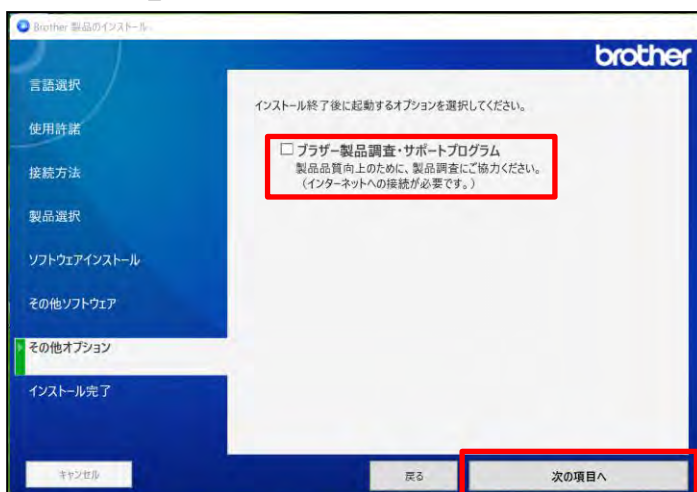 Brother 製品のインストール
brother
言語選択
使用許諾
接続方法
製品選択
ソフトウェアインストール
その他ソフトウェア
その他オプション
インストール完了
インストール終了後に起動するオプションを選択してください。
ブラザー製品調査・サポートプログラム
製品品質向上のために、製品調査にご協力ください。
(インターネットへの接続が必要です。)
キャンセル
戻る
次の項目へ